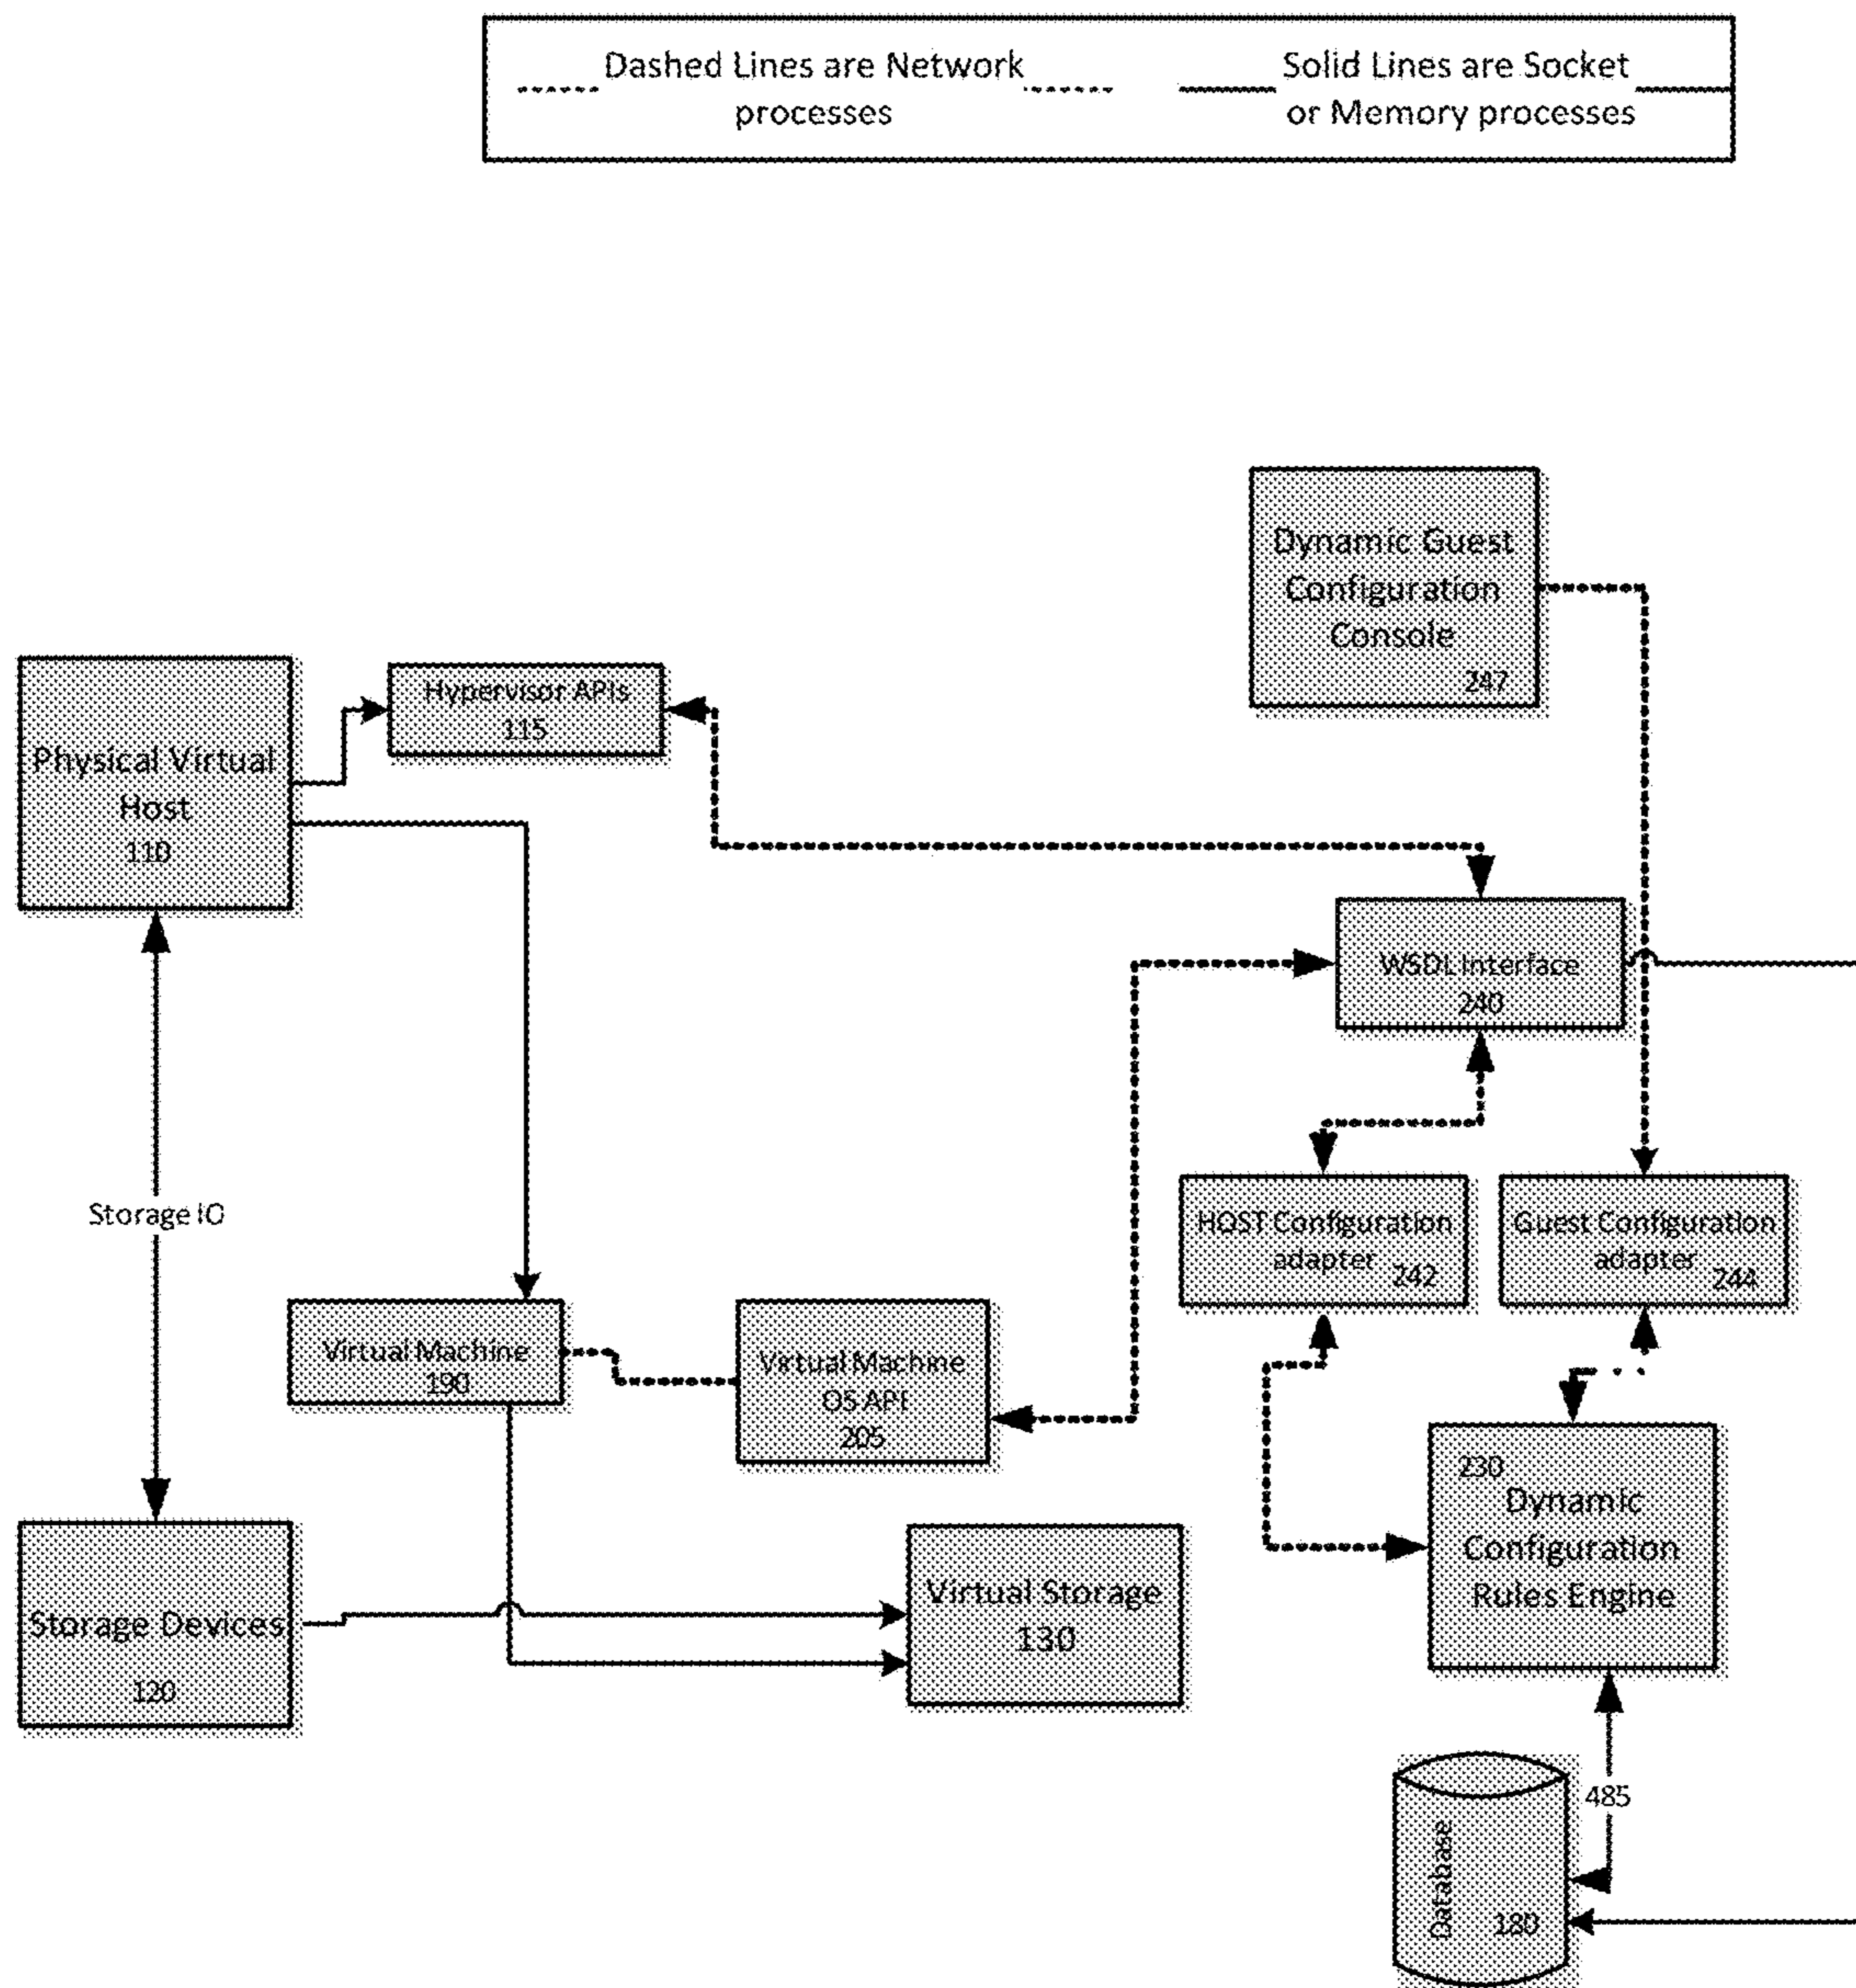 Dashed Lines are Network
processes
Solid Lines are Socket
or Memory processes
Dynamic Guest
Configuration
Console
247
Hypervisor APIs
115
Physical Virtual
Host
110
WSDL Interface
240
Storage IO
HOST Configuration
adapter 242
Guest Configuration
adapter 244
Virtual Machine
190
Virtual Machine
OS API
205
230
Dynamic
Configuration
Rules Engine
Storage Devices
120
Virtual Storage
130
485
Database
180